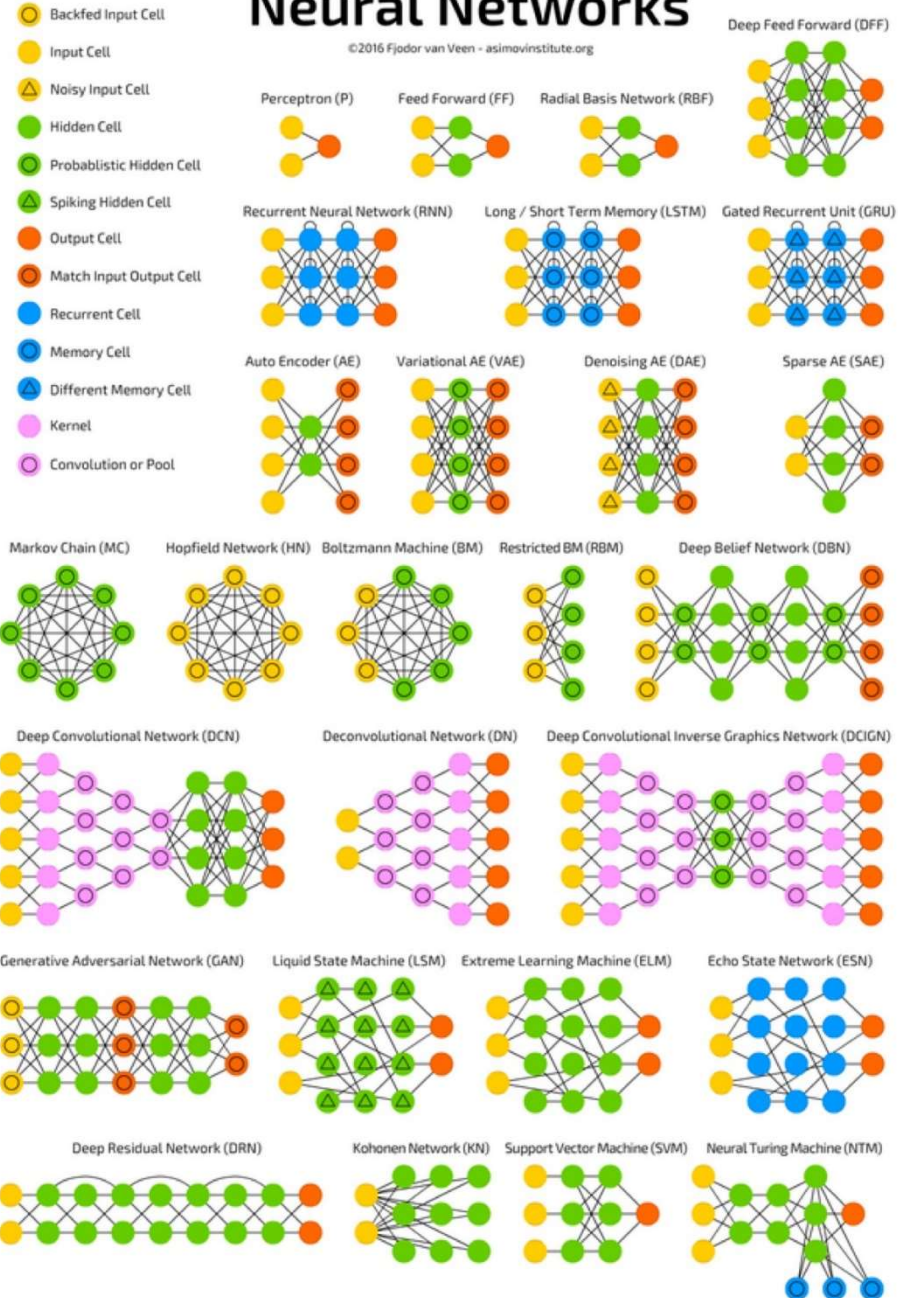 Neural Networks
©2016 Fjodor van Veen - asimovinstitute.org
Backfed Input Cell
Input Cell
Noisy Input Cell
Hidden Cell
Probablistic Hidden Cell
Spiking Hidden Cell
Output Cell
Match Input Output Cell
Recurrent Cell
Memory Cell
Different Memory Cell
Kernel
Convolution or Pool
Deep Feed Forward (DFF)
Perceptron (P)
Feed Forward (FF)
Radial Basis Network (RBF)
Recurrent Neural Network (RNN)
Long / Short Term Memory (LSTM)
Gated Recurrent Unit (GRU)
Auto Encoder (AE)
Variational AE (VAE)
Denoising AE (DAE)
Sparse AE (SAE)
Markov Chain (MC)
Hopfield Network (HN)
Boltzmann Machine (BM)
Restricted BM (RBM)
Deep Belief Network (DBN)
Deep Convolutional Network (DCN)
Deconvolutional Network (DN)
Deep Convolutional Inverse Graphics Network (DCIGN)
Generative Adversarial Network (GAN)
Liquid State Machine (LSM)
Extreme Learning Machine (ELM)
Echo State Network (ESN)
Deep Residual Network (DRN)
Kohonen Network (KN)
Support Vector Machine (SVM)
Neural Turing Machine (NTM)